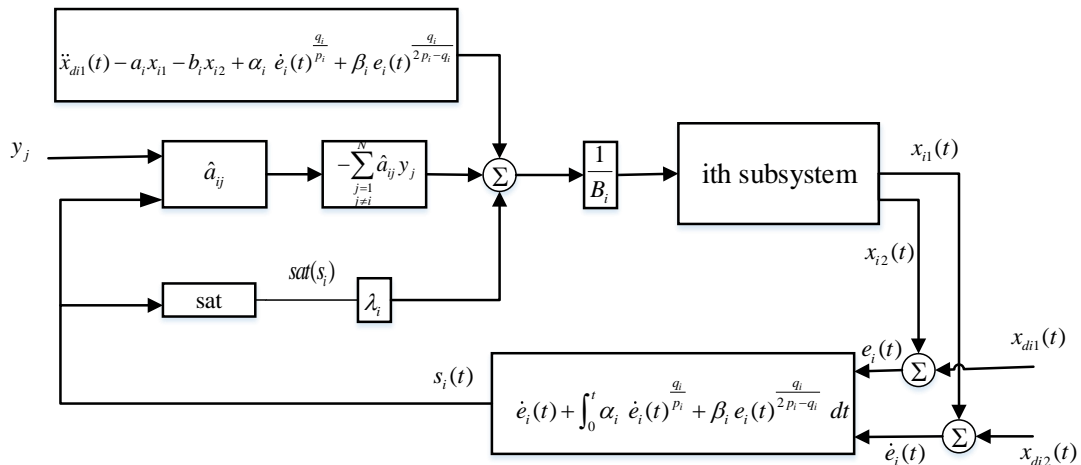 ẍ_{di1}(t) − a_i x_{i1} − b_i x_{i2} + α_i ė_i(t)^{q_i/p_i} + β_i e_i(t)^{q_i/(2p_i−q_i)}
y_j
â_{ij}
−∑_{j=1, j≠i}^{N} â_{ij} y_j
Σ
1/B_i
ith subsystem
x_{i1}(t)
x_{i2}(t)
sat
sat(s_i)
λ_i
s_i(t)
ė_i(t) + ∫_0^t α_i ė_i(t)^{q_i/p_i} + β_i e_i(t)^{q_i/(2p_i−q_i)} dt
e_i(t)
Σ
x_{di1}(t)
ė_i(t)
Σ
x_{di2}(t)